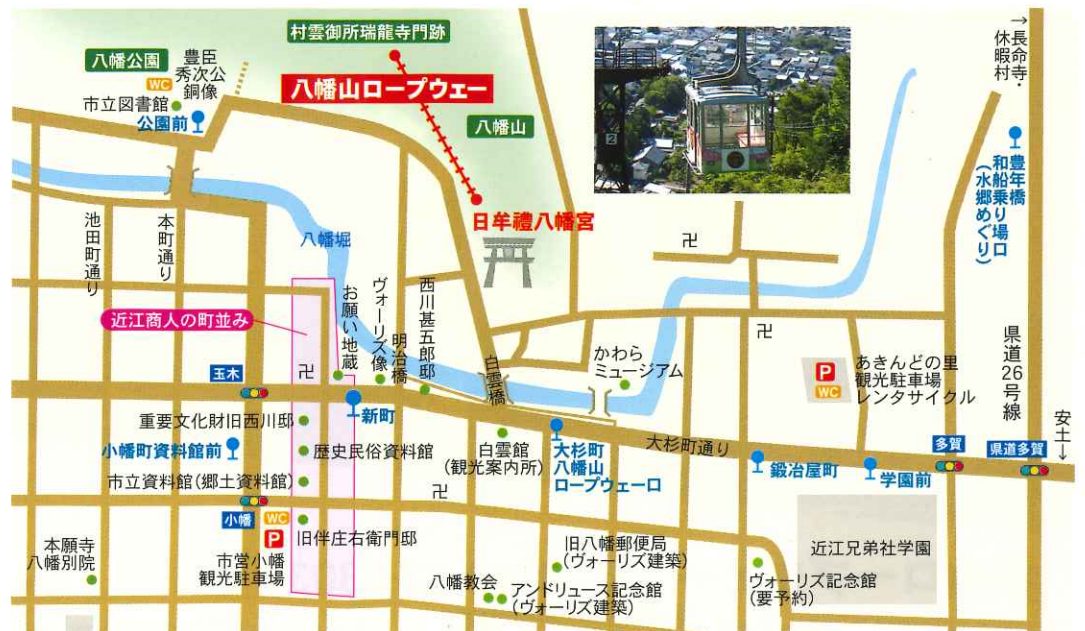 村雲御所瑞龍寺門跡
八幡山ロープウェー
八幡山
日牟禮八幡宮
八幡公園
WC
豊臣
秀次公
銅像
市立図書館
公園前
2
→長命寺・
休暇村
豊年橋
和船乗り場口
(水郷めぐり)
池田町通り
本町通り
八幡堀
近江商人の町並み
お願い地蔵
ヴォーリズ像
明治橋
西川甚五郎邸
白雲橋
かわら
ミュージアム
卍
卍
卍
卍
P
WC
あきんどの里
観光駐車場
レンタサイクル
県道26号線
安土→
玉木
新町
重要文化財旧西川邸
小幡町資料館前
歴史民俗資料館
市立資料館(郷土資料館)
白雲館
(観光案内所)
大杉町
八幡山
ロープウェー口
大杉町通り
鍛冶屋町
学園前
多賀
県道多賀
小幡
WC
P
市営小幡
観光駐車場
旧伴庄右衛門邸
本願寺
八幡別院
旧八幡郵便局
(ヴォーリズ建築)
八幡教会
アンドリュース記念館
(ヴォーリズ建築)
ヴォーリズ記念館
(要予約)
近江兄弟社学園